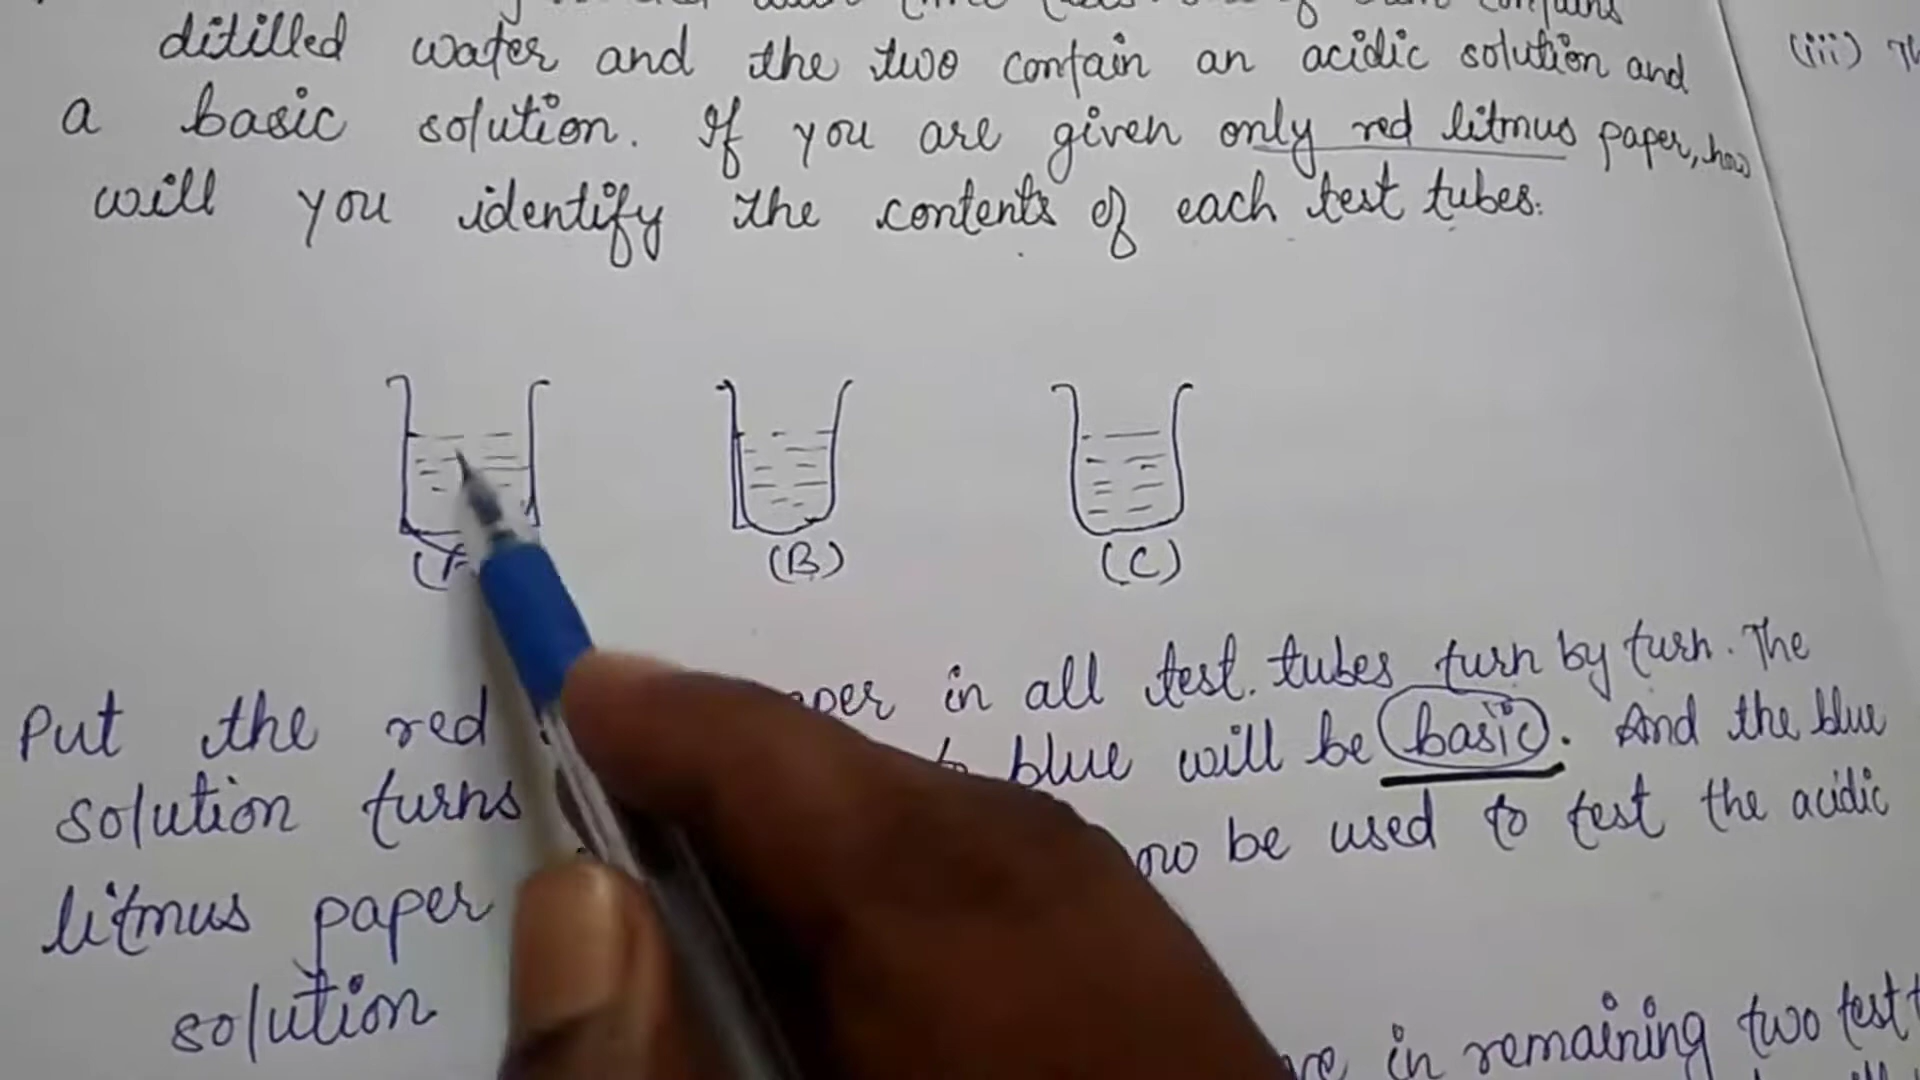 ditilled water and the two contain an acidic solution and
a basic solution. If you are given only red litmus paper, how
will you identify the contents of each test tubes.
(iii)
(B)
(C)
Put the red in all test. tubes turn by turn. The
solution turns blue will be basic. And the blue
litmus paper be used to test the acidic
solution
in remaining two test